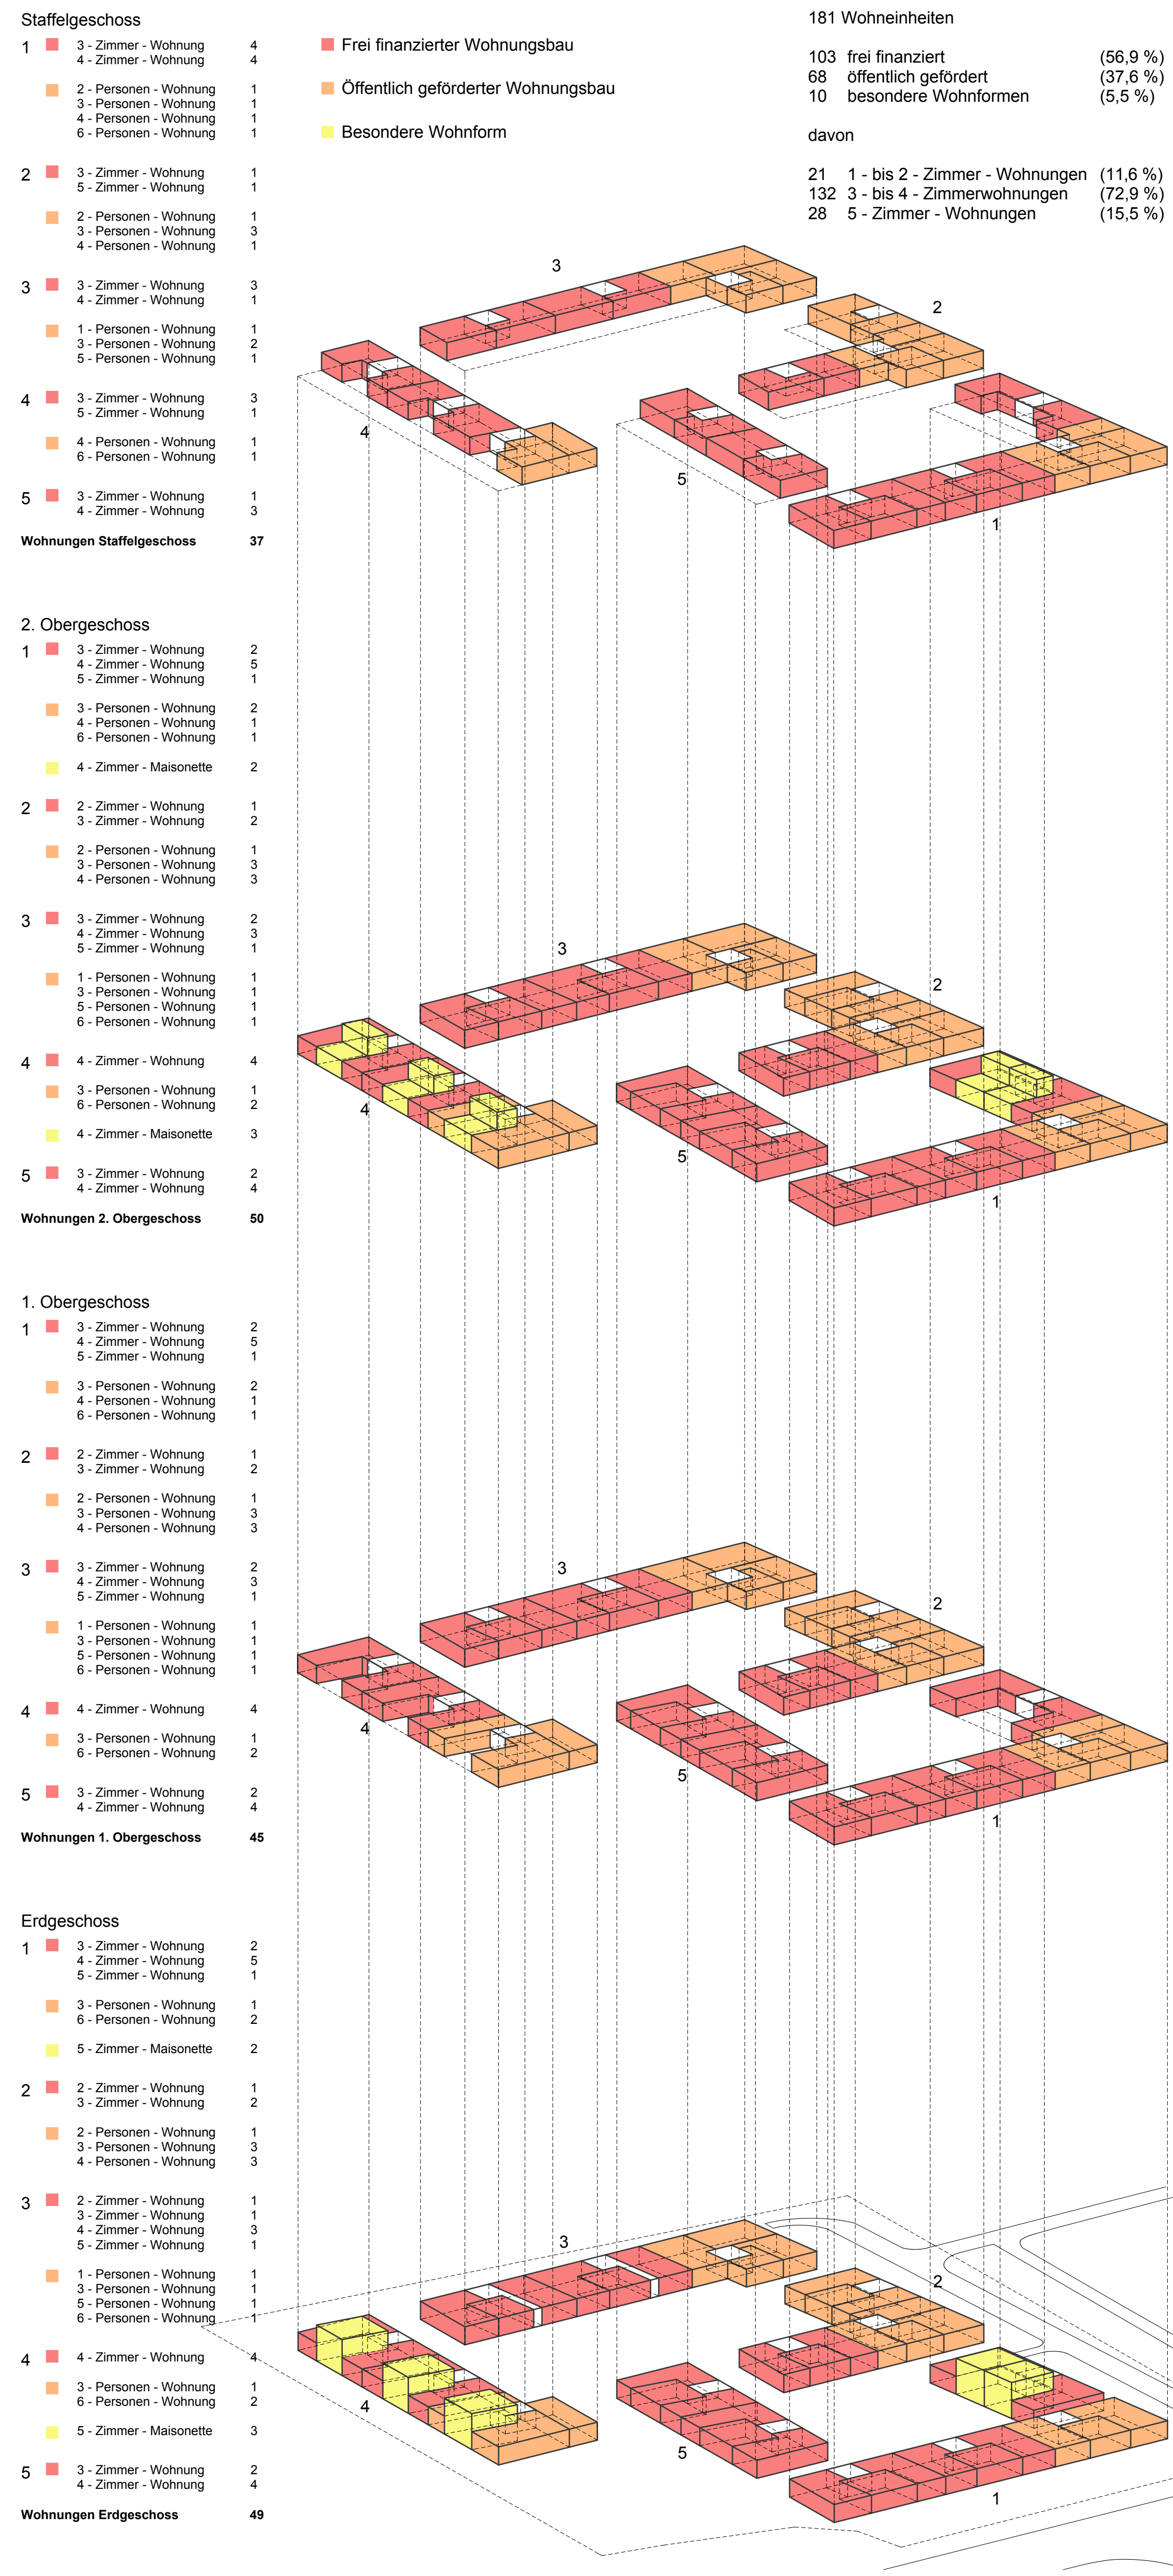 Staffelgeschoss
1 3 - Zimmer - Wohnung 4
4 - Zimmer - Wohnung 4
2 - Personen - Wohnung 1
3 - Personen - Wohnung 1
4 - Personen - Wohnung 1
6 - Personen - Wohnung 1
2 3 - Zimmer - Wohnung 1
5 - Zimmer - Wohnung 1
2 - Personen - Wohnung 1
3 - Personen - Wohnung 3
4 - Personen - Wohnung 1
3 3 - Zimmer - Wohnung 3
4 - Zimmer - Wohnung 1
1 - Personen - Wohnung 1
3 - Personen - Wohnung 2
5 - Personen - Wohnung 1
4 3 - Zimmer - Wohnung 3
5 - Zimmer - Wohnung 1
4 - Personen - Wohnung 1
6 - Personen - Wohnung 1
5 3 - Zimmer - Wohnung 1
4 - Zimmer - Wohnung 3
Wohnungen Staffelgeschoss 37
Frei finanzierter Wohnungsbau
Öffentlich geförderter Wohnungsbau
Besondere Wohnform
181 Wohneinheiten
103 frei finanziert (56,9 %)
68 öffentlich gefördert (37,6 %)
10 besondere Wohnformen (5,5 %)
davon
21 1 - bis 2 - Zimmer - Wohnungen (11,6 %)
132 3 - bis 4 - Zimmerwohnungen (72,9 %)
28 5 - Zimmer - Wohnungen (15,5 %)
3
2
4
5
1
2. Obergeschoss
1 3 - Zimmer - Wohnung 2
4 - Zimmer - Wohnung 5
5 - Zimmer - Wohnung 1
3 - Personen - Wohnung 2
4 - Personen - Wohnung 1
6 - Personen - Wohnung 1
4 - Zimmer - Maisonette 2
2 2 - Zimmer - Wohnung 1
3 - Zimmer - Wohnung 2
2 - Personen - Wohnung 1
3 - Personen - Wohnung 3
4 - Personen - Wohnung 3
3 3 - Zimmer - Wohnung 2
4 - Zimmer - Wohnung 3
5 - Zimmer - Wohnung 1
1 - Personen - Wohnung 1
3 - Personen - Wohnung 1
5 - Personen - Wohnung 1
6 - Personen - Wohnung 1
4 4 - Zimmer - Wohnung 4
3 - Personen - Wohnung 1
6 - Personen - Wohnung 2
4 - Zimmer - Maisonette 3
5 3 - Zimmer - Wohnung 2
4 - Zimmer - Wohnung 4
Wohnungen 2. Obergeschoss 50
3
2
4
5
1
1. Obergeschoss
1 3 - Zimmer - Wohnung 2
4 - Zimmer - Wohnung 5
5 - Zimmer - Wohnung 1
3 - Personen - Wohnung 2
4 - Personen - Wohnung 1
6 - Personen - Wohnung 1
2 2 - Zimmer - Wohnung 1
3 - Zimmer - Wohnung 2
2 - Personen - Wohnung 1
3 - Personen - Wohnung 3
4 - Personen - Wohnung 3
3 3 - Zimmer - Wohnung 2
4 - Zimmer - Wohnung 3
5 - Zimmer - Wohnung 1
1 - Personen - Wohnung 1
3 - Personen - Wohnung 1
5 - Personen - Wohnung 1
6 - Personen - Wohnung 1
4 4 - Zimmer - Wohnung 4
3 - Personen - Wohnung 1
6 - Personen - Wohnung 2
5 3 - Zimmer - Wohnung 2
4 - Zimmer - Wohnung 4
Wohnungen 1. Obergeschoss 45
3
2
4
5
1
Erdgeschoss
1 3 - Zimmer - Wohnung 2
4 - Zimmer - Wohnung 5
5 - Zimmer - Wohnung 1
3 - Personen - Wohnung 1
6 - Personen - Wohnung 2
5 - Zimmer - Maisonette 2
2 2 - Zimmer - Wohnung 1
3 - Zimmer - Wohnung 2
2 - Personen - Wohnung 1
3 - Personen - Wohnung 3
4 - Personen - Wohnung 3
3 2 - Zimmer - Wohnung 1
3 - Zimmer - Wohnung 1
4 - Zimmer - Wohnung 3
5 - Zimmer - Wohnung 1
1 - Personen - Wohnung 1
3 - Personen - Wohnung 1
5 - Personen - Wohnung 1
6 - Personen - Wohnung 1
4 4 - Zimmer - Wohnung 4
3 - Personen - Wohnung 1
6 - Personen - Wohnung 2
5 - Zimmer - Maisonette 3
5 3 - Zimmer - Wohnung 2
4 - Zimmer - Wohnung 4
Wohnungen Erdgeschoss 49
3
2
4
5
1